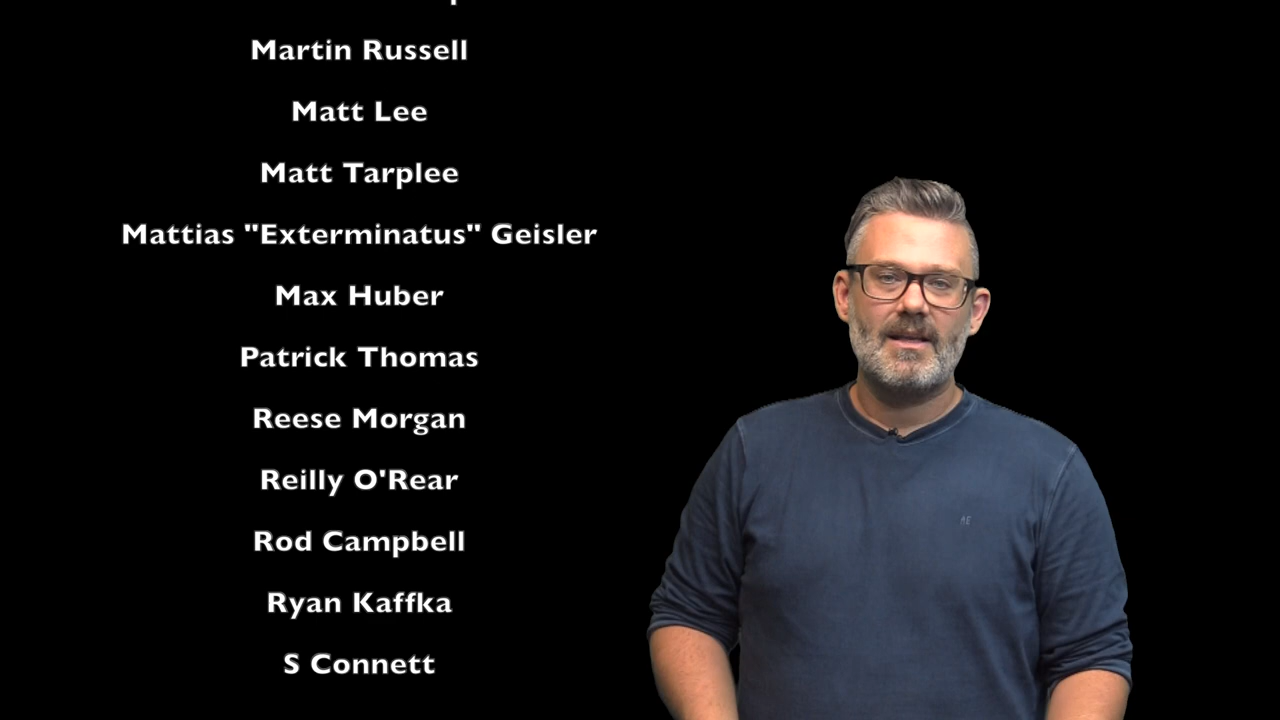 Martin Russell
Matt Lee
Matt Tarplee
Mattias "Exterminatus" Geisler
Max Huber
Patrick Thomas
Reese Morgan
Reilly O'Rear
Rod Campbell
Ryan Kaffka
S Connett